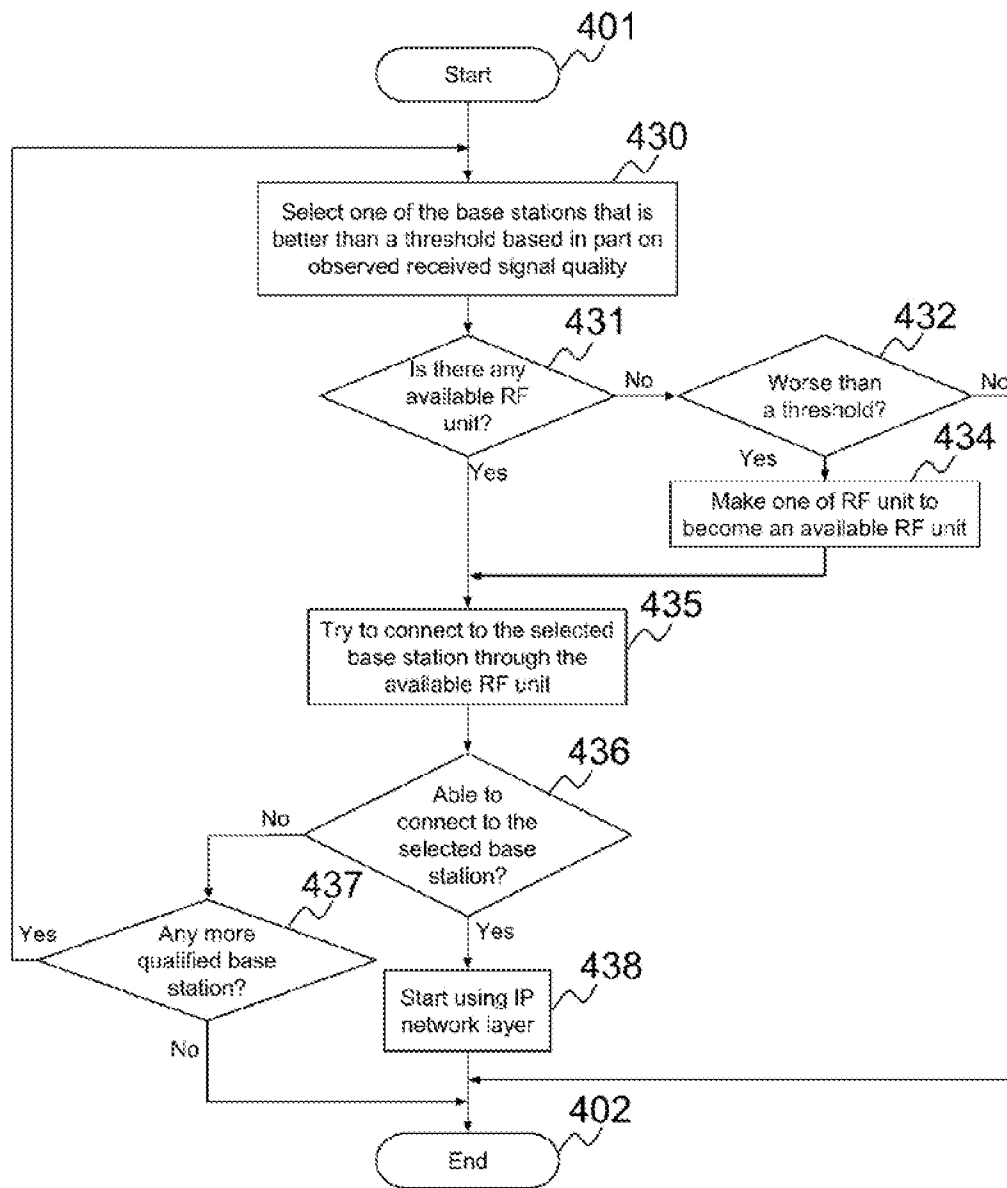 401
Start
430
Select one of the base stations that is
better than a threshold based in part on
observed received signal quality
431
Is there any
available RF
unit?
No
432
Worse than
a threshold?
No
Yes
Yes
434
Make one of RF unit to
become an available RF unit
435
Try to connect to the selected
base station through the
available RF unit
436
Able to
connect to the
selected base
station?
No
437
Yes
Any more
qualified base
station?
Yes
438
Start using IP
network layer
No
402
End